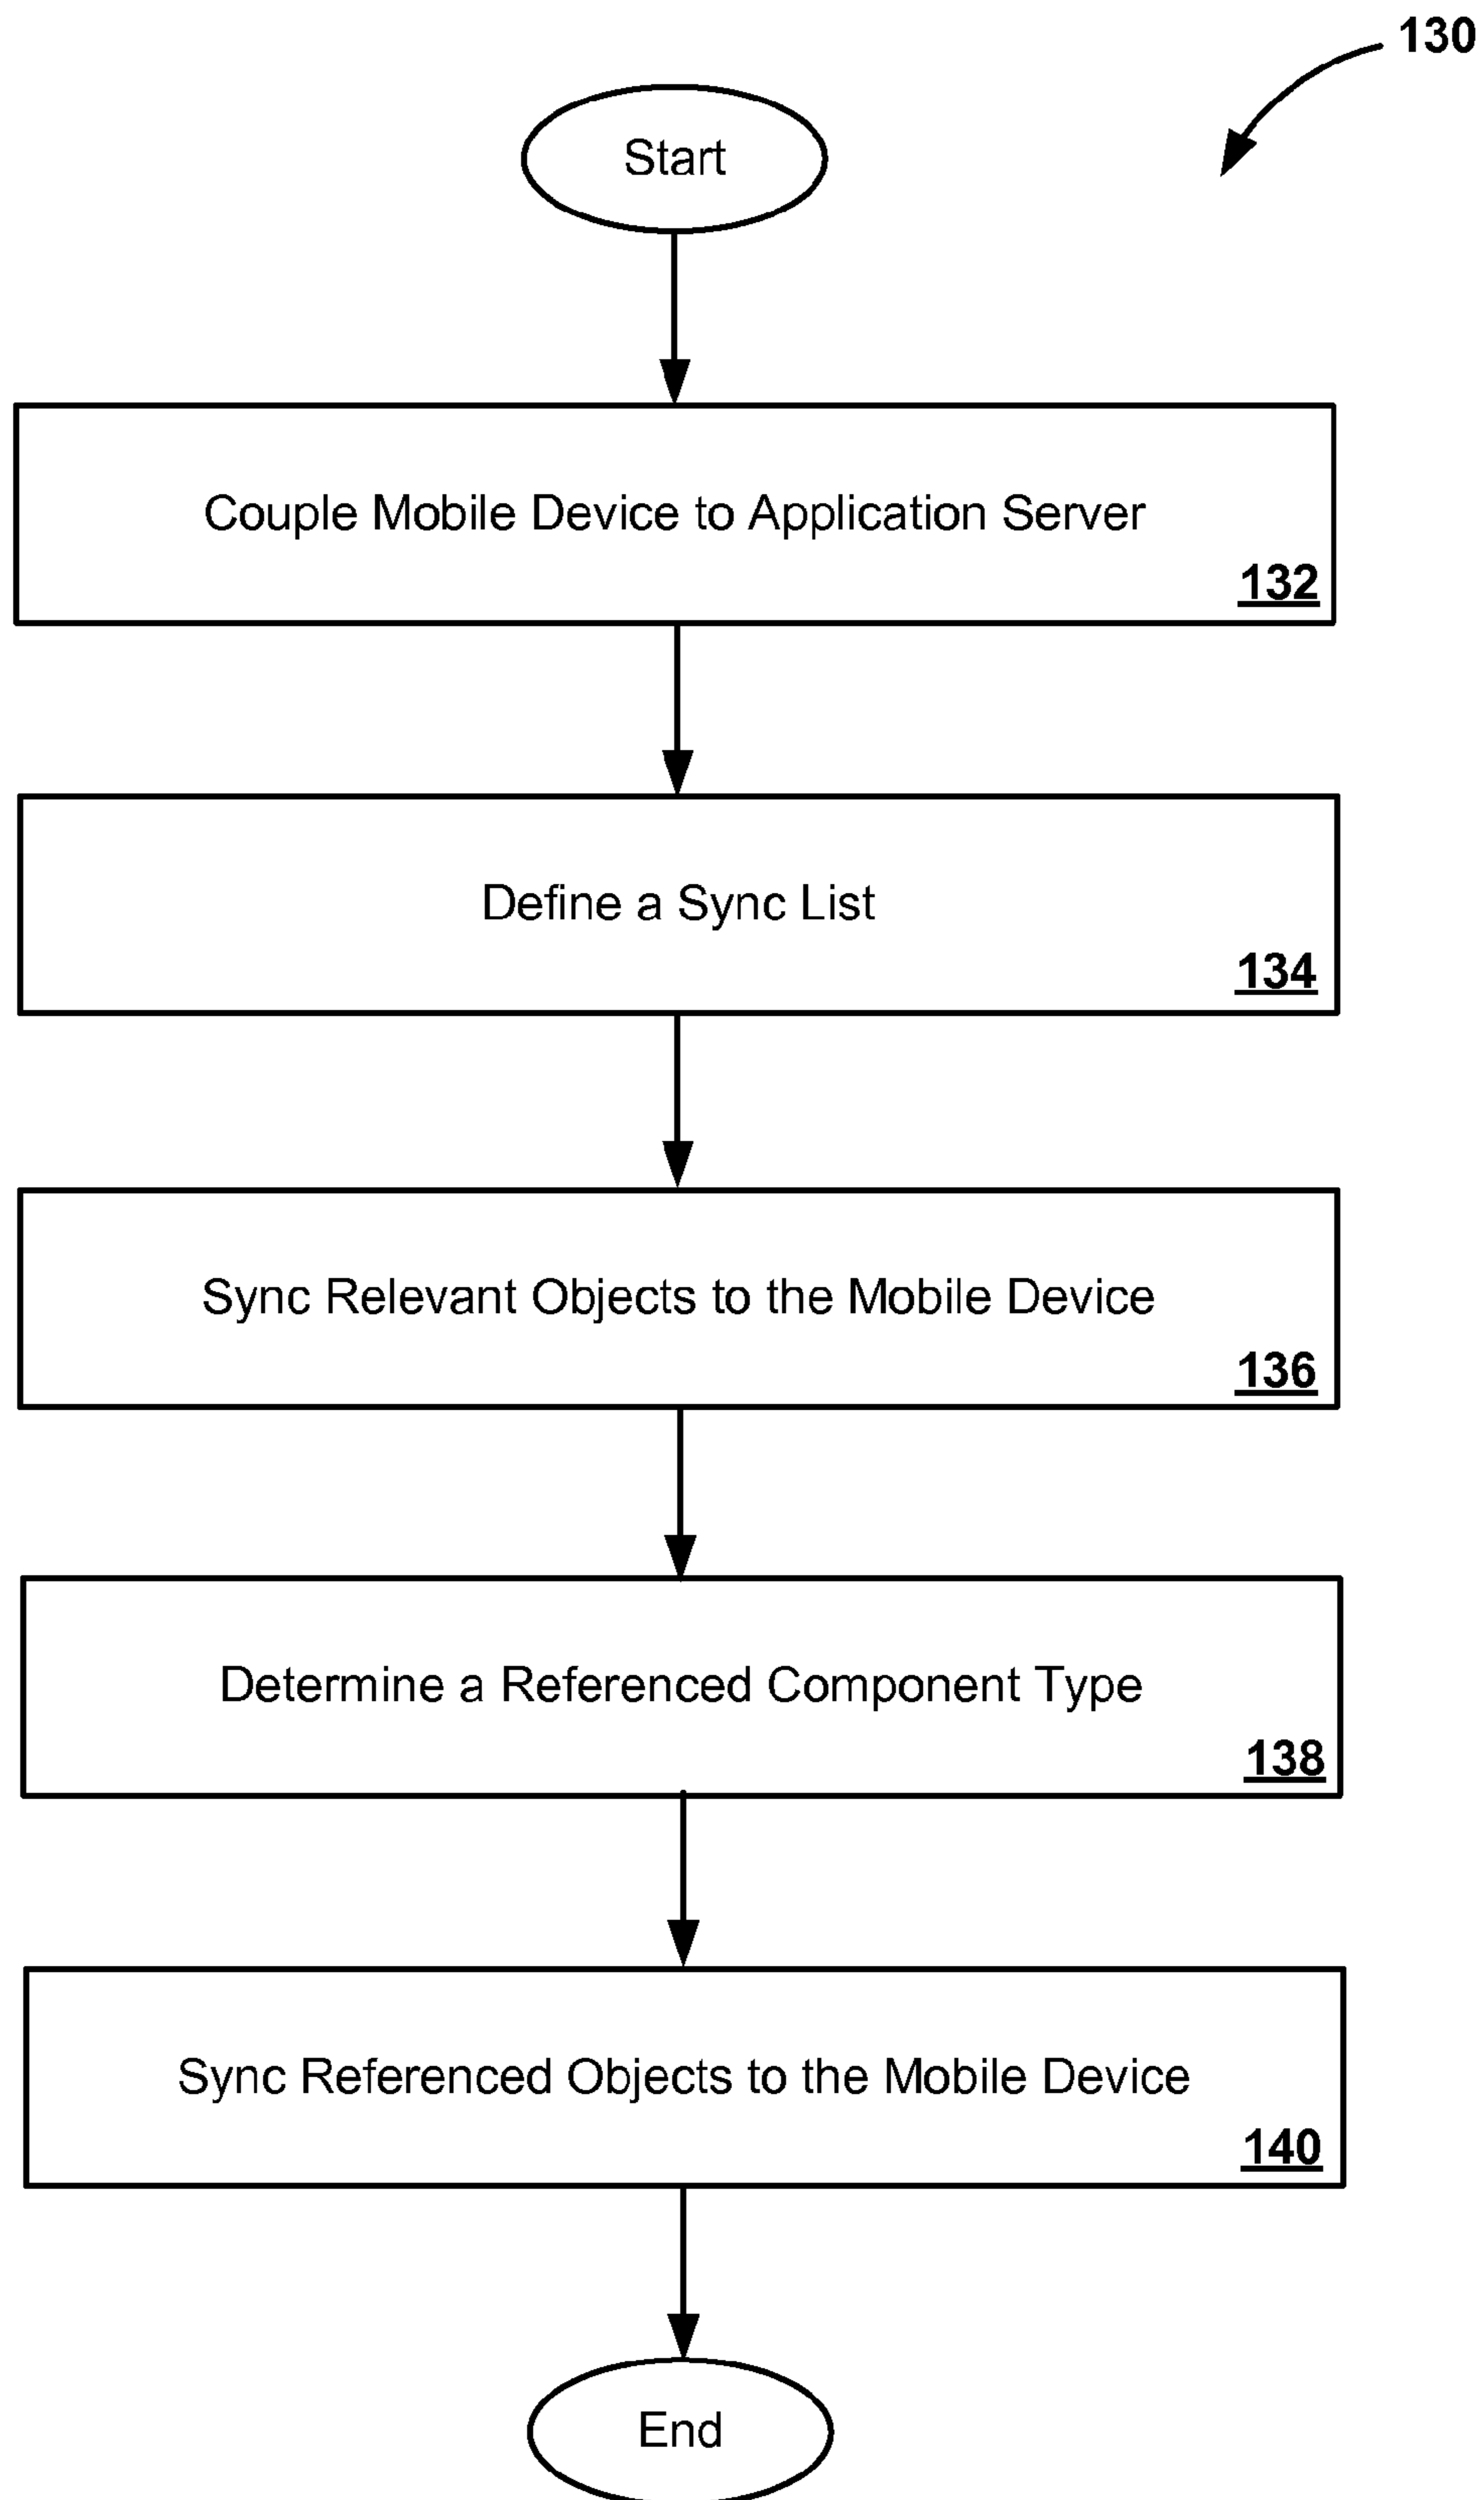 130
Start
Couple Mobile Device to Application Server
132
Define a Sync List
134
Sync Relevant Objects to the Mobile Device
136
Determine a Referenced Component Type
138
Sync Referenced Objects to the Mobile Device
140
End